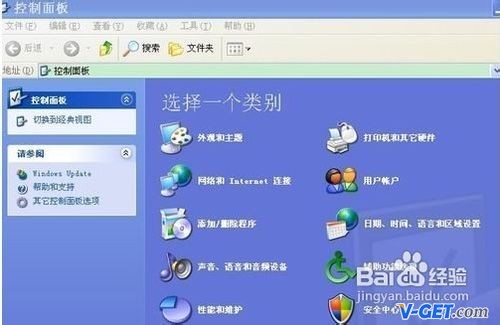 控制面板
文件(F) 编辑(E) 查看(V) 收藏(A) 工具(T) 帮助(H)
后退 搜索 文件夹
地址(D) 控制面板
控制面板
切换到经典视图
请参阅
Windows Update
帮助和支持
其它控制面板选项
选择一个类别
外观和主题
打印机和其它硬件
网络和 Internet 连接
用户帐户
添加/删除程序
日期、时间、语言和区域设置
声音、语音和音频设备
辅助功能
性能和维护
安全中心
Bai 百度 经验
jingyan.baidu.com
V-GET.com